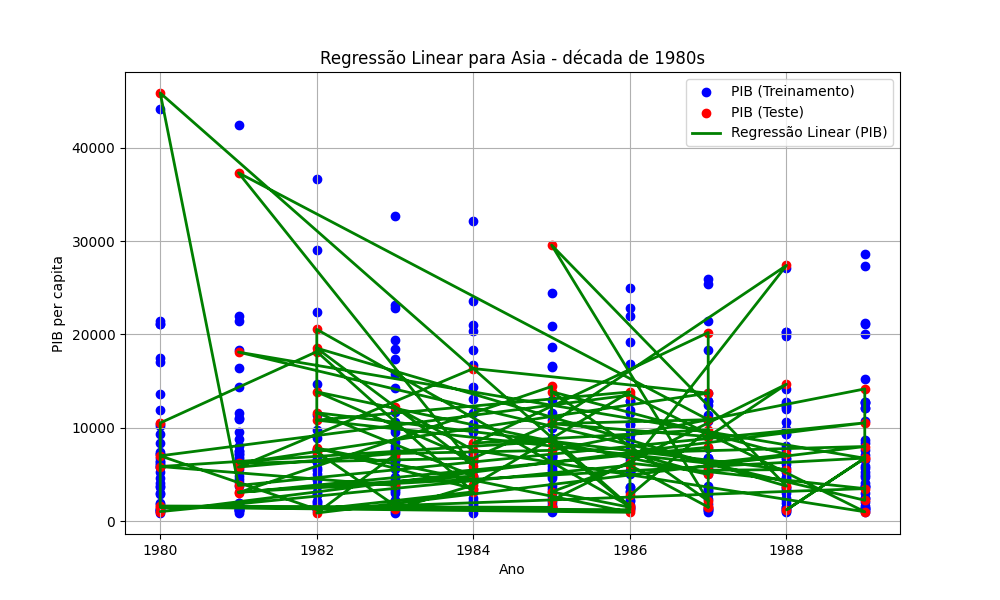 Regressão Linear para Asia - década de 1980s
PIB (Treinamento)
PIB (Teste)
Regressão Linear (PIB)
PIB per capita
40000
30000
20000
10000
0
1980
1982
1984
1986
1988
Ano